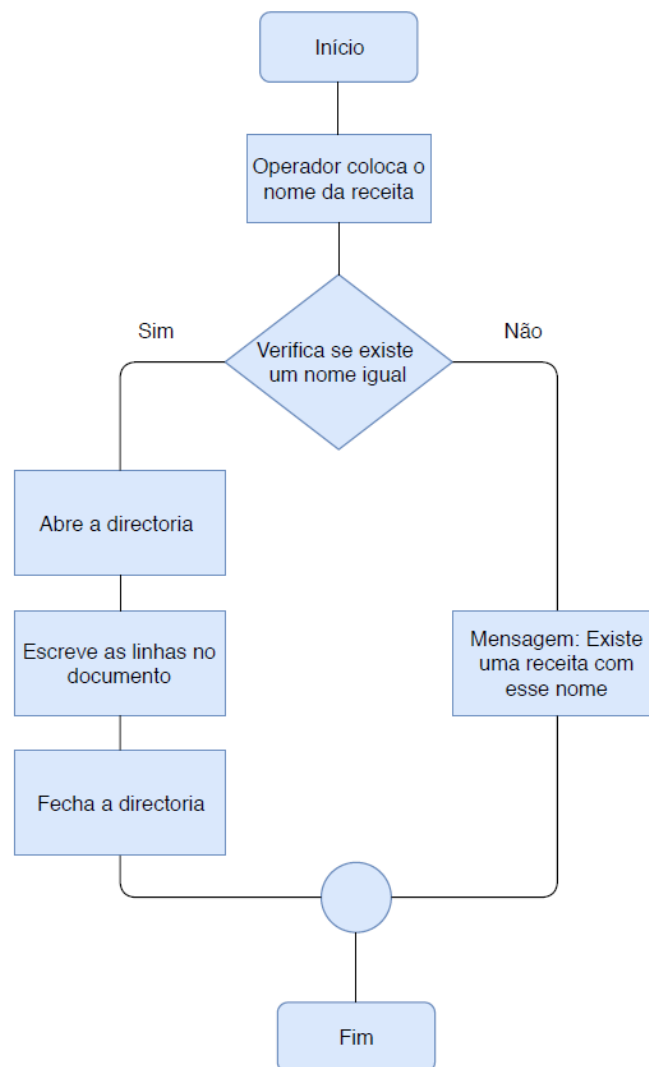 Início
Operador coloca o
nome da receita
Sim
Não
Verifica se existe
um nome igual
Abre a directoria
Escreve as linhas no
documento
Fecha a directoria
Mensagem: Existe
uma receita com
esse nome
Fim